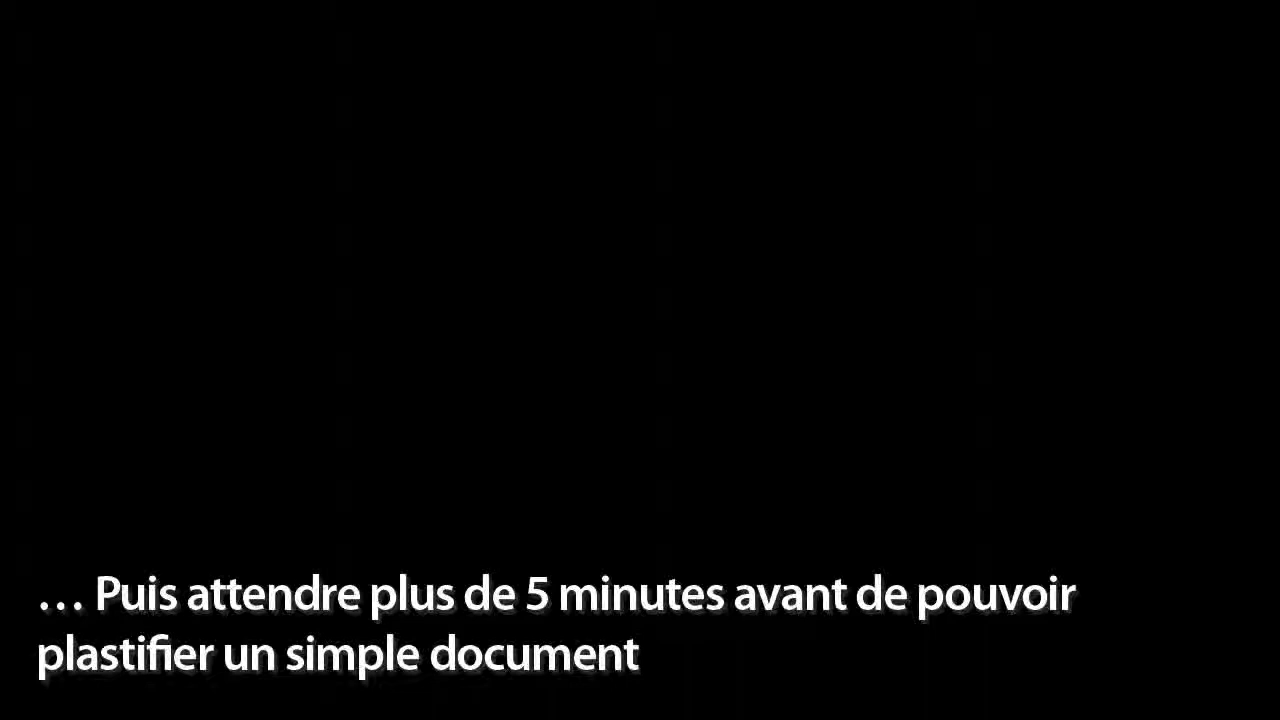 … Puis attendre plus de 5 minutes avant de pouvoir
plastifier un simple document